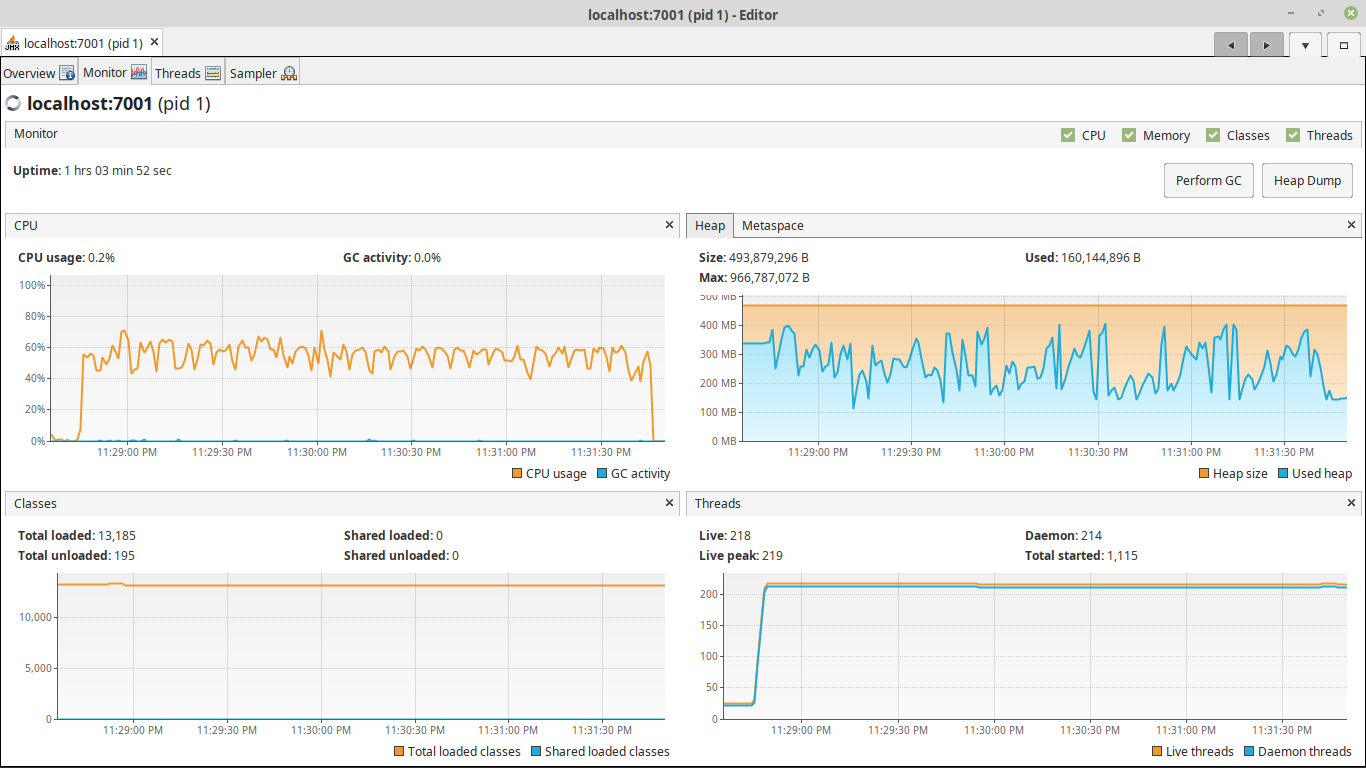 localhost:7001 (pid 1) - Editor
JMX localhost:7001 (pid 1)
Overview Monitor Threads Sampler
localhost:7001 (pid 1)
Monitor CPU Memory Classes Threads
Uptime: 1 hrs 03 min 52 sec
Perform GC Heap Dump
CPU
CPU usage: 0.2% GC activity: 0.0%
100%
80%
60%
40%
20%
0%
11:29:00 PM 11:29:30 PM 11:30:00 PM 11:30:30 PM 11:31:00 PM 11:31:30 PM
CPU usage GC activity
Heap Metaspace
Size: 493,879,296 B Used: 160,144,896 B
Max: 966,787,072 B
500 MB
400 MB
300 MB
200 MB
100 MB
0 MB
11:29:00 PM 11:29:30 PM 11:30:00 PM 11:30:30 PM 11:31:00 PM 11:31:30 PM
Heap size Used heap
Classes
Total loaded: 13,185 Shared loaded: 0
Total unloaded: 195 Shared unloaded: 0
10,000
5,000
0
11:29:00 PM 11:29:30 PM 11:30:00 PM 11:30:30 PM 11:31:00 PM 11:31:30 PM
Total loaded classes Shared loaded classes
Threads
Live: 218 Daemon: 214
Live peak: 219 Total started: 1,115
200
150
100
50
0
11:29:00 PM 11:29:30 PM 11:30:00 PM 11:30:30 PM 11:31:00 PM 11:31:30 PM
Live threads Daemon threads